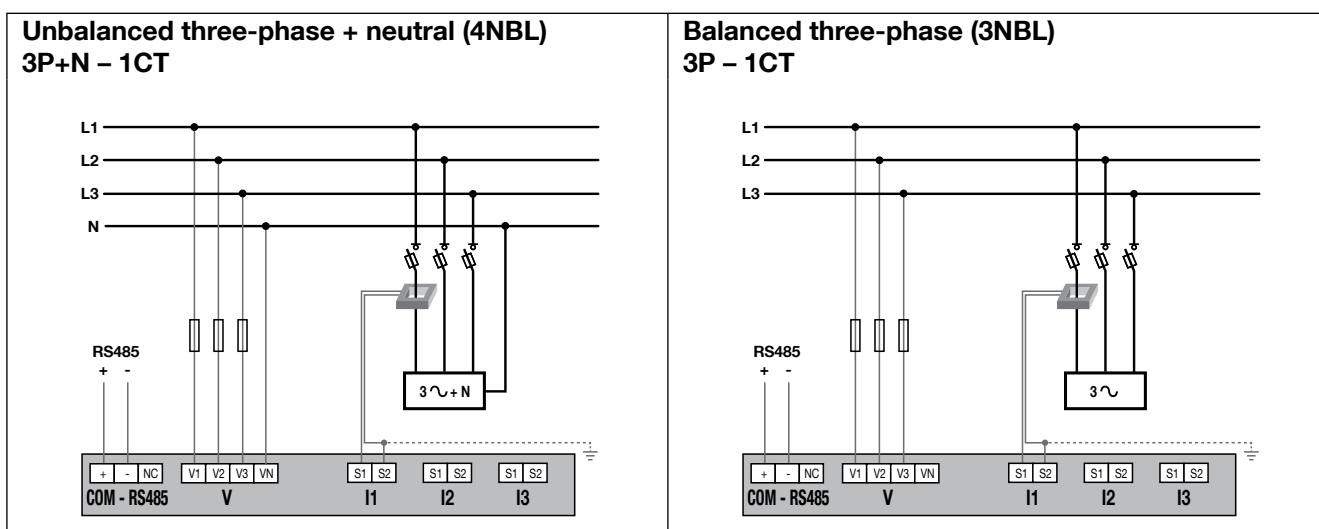 Unbalanced three-phase + neutral (4NBL)
3P+N – 1CT
L1
L2
L3
N
RS485
+ -
3 ∿ + N
+ - NC V1 V2 V3 VN S1 S2 S1 S2 S1 S2
COM - RS485 V I1 I2 I3
Balanced three-phase (3NBL)
3P – 1CT
L1
L2
L3
RS485
+ -
3 ∿
+ - NC V1 V2 V3 VN S1 S2 S1 S2 S1 S2
COM - RS485 V I1 I2 I3